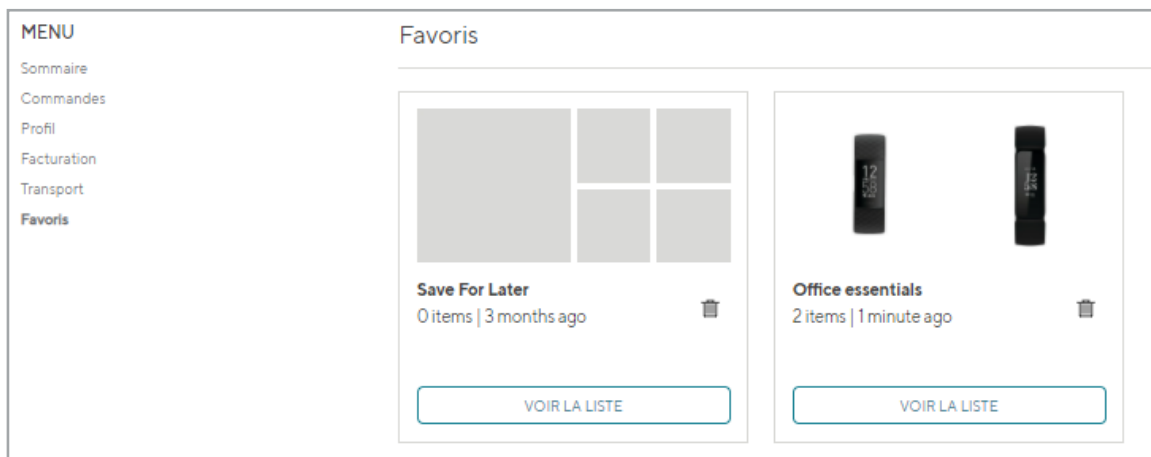 MENU
Sommaire
Commandes
Profil
Facturation
Transport
Favoris
Favoris
Save For Later
0 items | 3 months ago
VOIR LA LISTE
12
Office essentials
2 items | 1 minute ago
VOIR LA LISTE